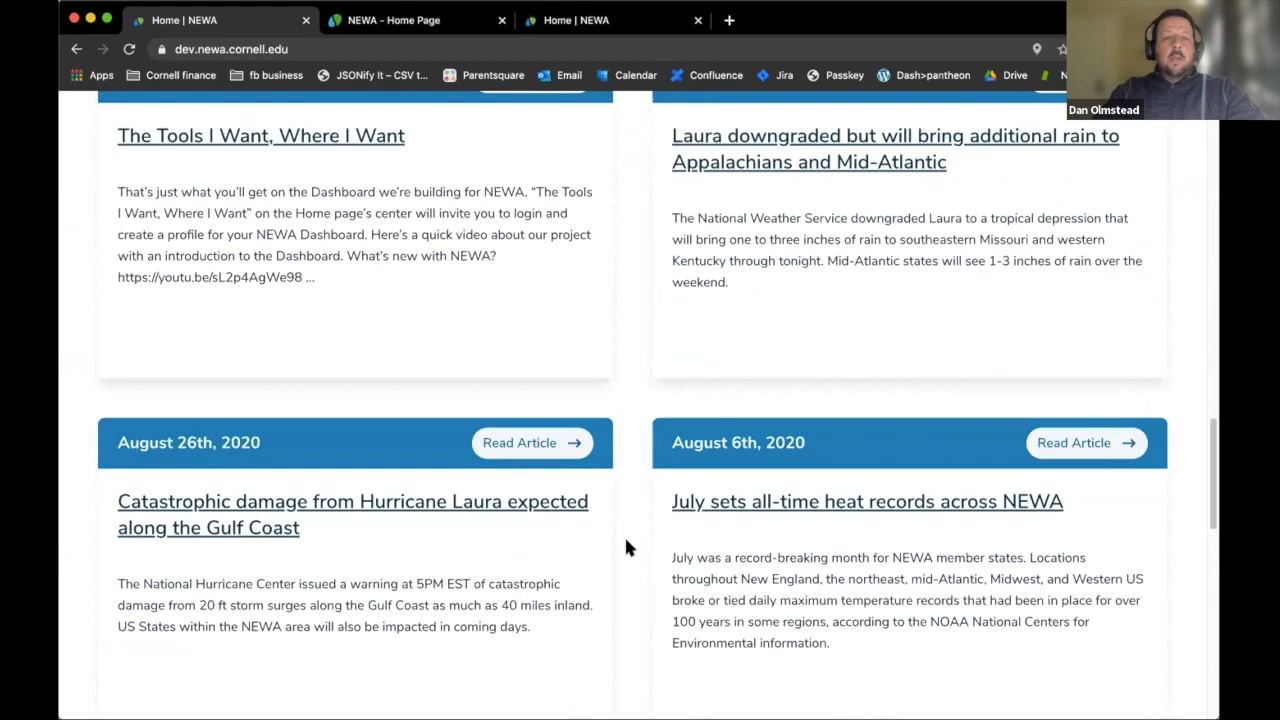 Home | NEWA
NEWA - Home Page
Home | NEWA
dev.newa.cornell.edu
Apps
Cornell finance
fb business
JSONify It – CSV t...
Parentsquare
Email
Calendar
Confluence
Jira
Passkey
Dash>pantheon
Drive
N
Dan Olmstead
The Tools I Want, Where I Want
That's just what you'll get on the Dashboard we're building for NEWA. “The Tools
I Want, Where I Want” on the Home page's center will invite you to login and
create a profile for your NEWA Dashboard. Here's a quick video about our project
with an introduction to the Dashboard. What's new with NEWA?
https://youtu.be/sL2p4AgWe98 ...
Laura downgraded but will bring additional rain to
Appalachians and Mid-Atlantic
The National Weather Service downgraded Laura to a tropical depression that
will bring one to three inches of rain to southeastern Missouri and western
Kentucky through tonight. Mid-Atlantic states will see 1-3 inches of rain over the
weekend.
August 26th, 2020
Read Article →
Catastrophic damage from Hurricane Laura expected
along the Gulf Coast
The National Hurricane Center issued a warning at 5PM EST of catastrophic
damage from 20 ft storm surges along the Gulf Coast as much as 40 miles inland.
US States within the NEWA area will also be impacted in coming days.
August 6th, 2020
Read Article →
July sets all-time heat records across NEWA
July was a record-breaking month for NEWA member states. Locations
throughout New England, the northeast, mid-Atlantic, Midwest, and Western US
broke or tied daily maximum temperature records that had been in place for over
100 years in some regions, according to the NOAA National Centers for
Environmental information.